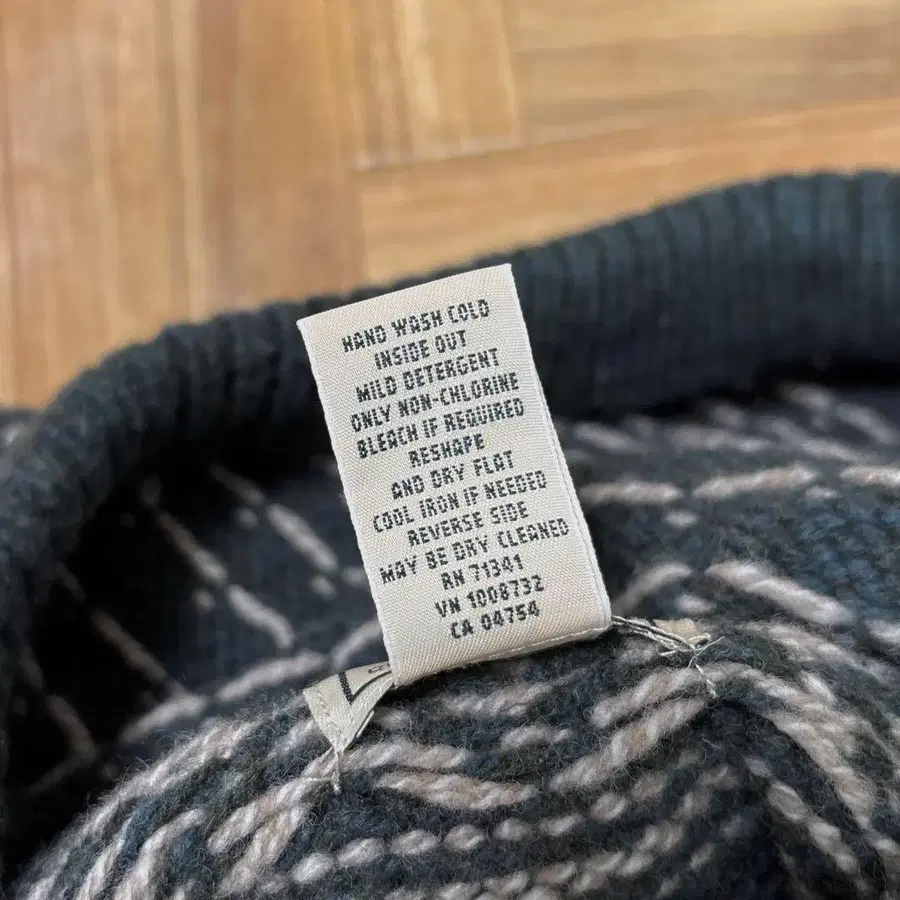 HAND WASH COLD
INSIDE OUT
MILD DETERGENT
ONLY NON-CHLORINE
BLEACH IF REQUIRED
RESHAPE
AND DRY FLAT
COOL IRON IF NEEDED
REVERSE SIDE
MAY BE DRY CLEANED
RN 71341
VN 1008732
CA 04754